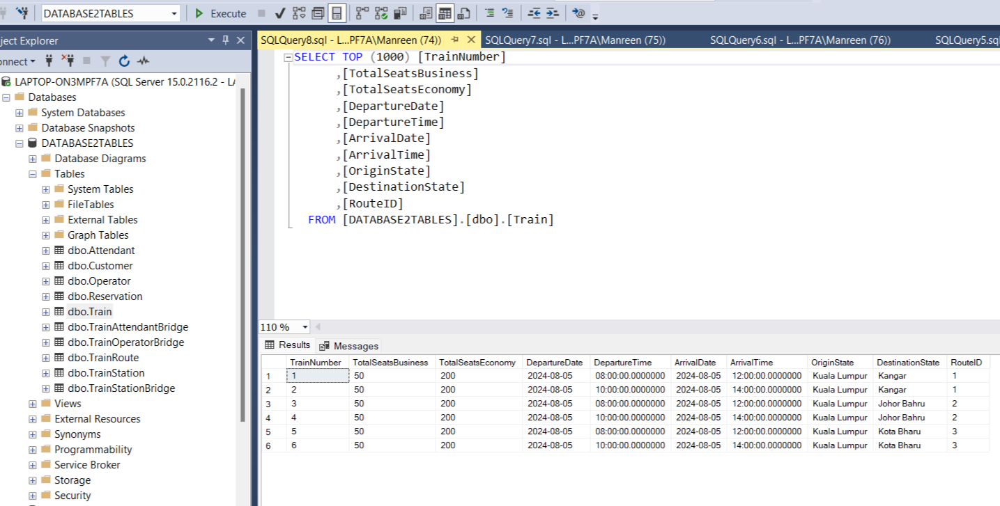 DATABASE2TABLES Execute
ject Explorer
onnect
LAPTOP-ON3MPF7A (SQL Server 15.0.2116.2 - LA
Databases
System Databases
Database Snapshots
DATABASE2TABLES
Database Diagrams
Tables
System Tables
FileTables
External Tables
Graph Tables
dbo.Attendant
dbo.Customer
dbo.Operator
dbo.Reservation
dbo.Train
dbo.TrainAttendantBridge
dbo.TrainOperatorBridge
dbo.TrainRoute
dbo.TrainStation
dbo.TrainStationBridge
Views
External Resources
Synonyms
Programmability
Service Broker
Storage
Security
SQLQuery8.sql - L...PF7A\Manreen (74)) SQLQuery7.sql - L...PF7A\Manreen (75)) SQLQuery6.sql - L...PF7A\Manreen (76)) SQLQuery5.sql
SELECT TOP (1000) [TrainNumber]
,[TotalSeatsBusiness]
,[TotalSeatsEconomy]
,[DepartureDate]
,[DepartureTime]
,[ArrivalDate]
,[ArrivalTime]
,[OriginState]
,[DestinationState]
,[RouteID]
FROM [DATABASE2TABLES].[dbo].[Train]
110 %
Results Messages
TrainNumber TotalSeatsBusiness TotalSeatsEconomy DepartureDate DepartureTime ArrivalDate ArrivalTime OriginState DestinationState RouteID
1 1 50 200 2024-08-05 08:00:00.0000000 2024-08-05 12:00:00.0000000 Kuala Lumpur Kangar 1
2 2 50 200 2024-08-05 10:00:00.0000000 2024-08-05 14:00:00.0000000 Kuala Lumpur Kangar 1
3 3 50 200 2024-08-05 08:00:00.0000000 2024-08-05 12:00:00.0000000 Kuala Lumpur Johor Bahru 2
4 4 50 200 2024-08-05 10:00:00.0000000 2024-08-05 14:00:00.0000000 Kuala Lumpur Johor Bahru 2
5 5 50 200 2024-08-05 08:00:00.0000000 2024-08-05 12:00:00.0000000 Kuala Lumpur Kota Bharu 3
6 6 50 200 2024-08-05 10:00:00.0000000 2024-08-05 14:00:00.0000000 Kuala Lumpur Kota Bharu 3